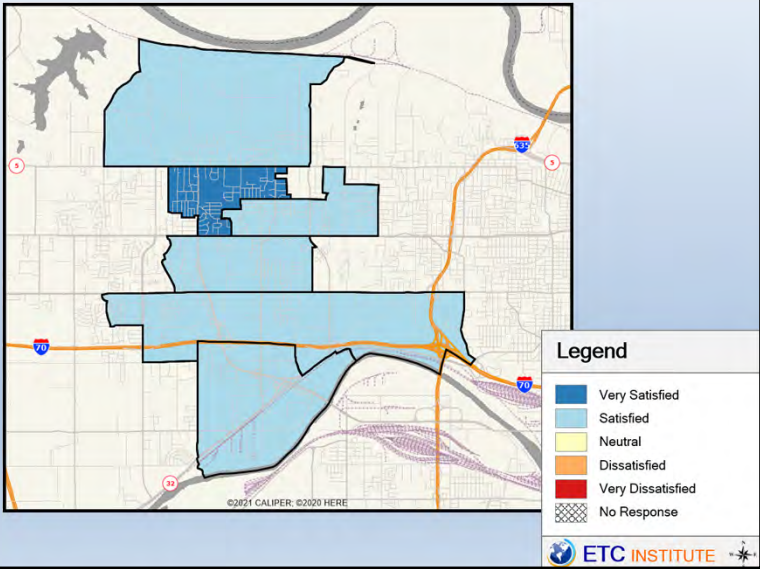 5
635
5
70
70
32
©2021 CALIPER; ©2020 HERE
Legend
Very Satisfied
Satisfied
Neutral
Dissatisfied
Very Dissatisfied
No Response
ETC INSTITUTE